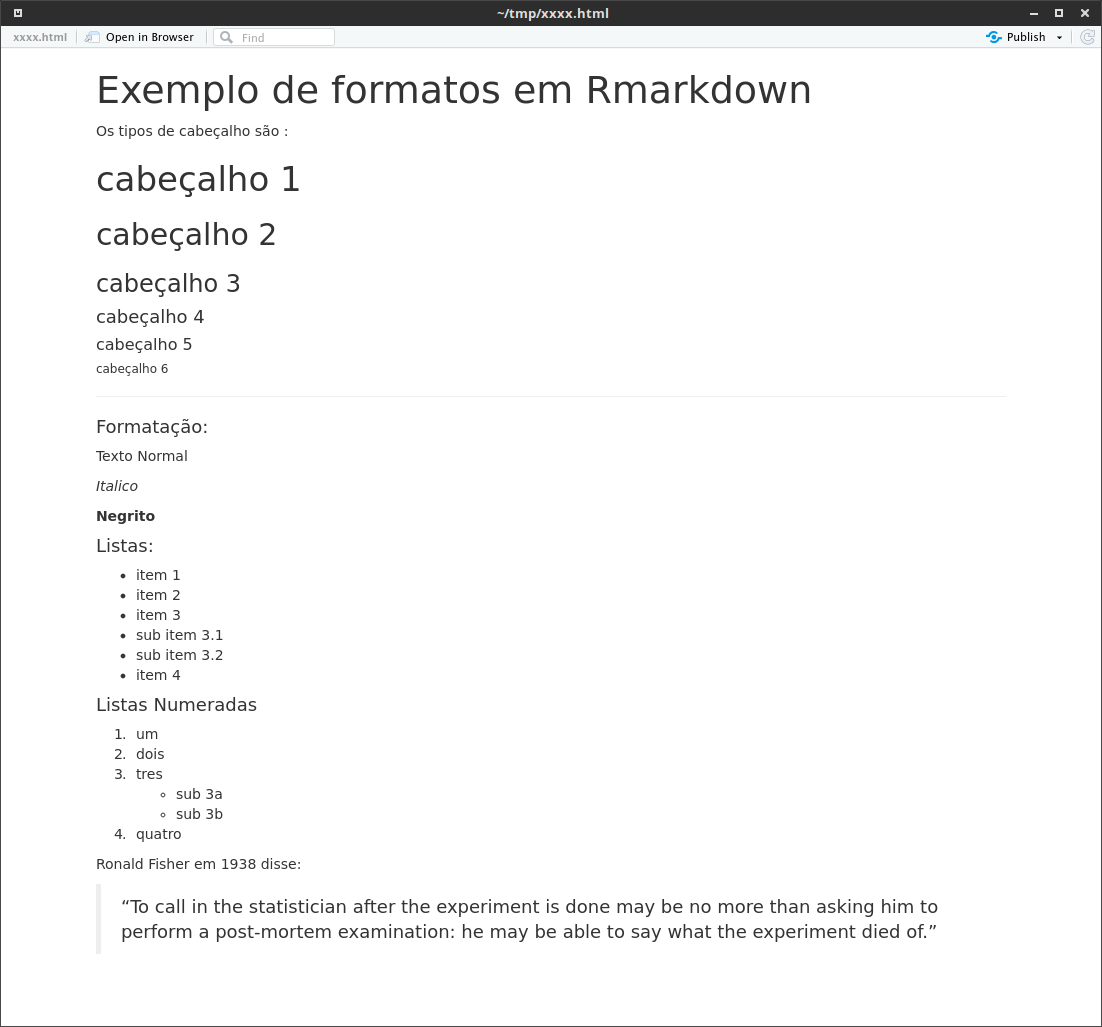 ~/tmp/xxxx.html
xxxx.html Open in Browser Find Publish
Exemplo de formatos em Rmarkdown
Os tipos de cabeçalho são :
cabeçalho 1
cabeçalho 2
cabeçalho 3
cabeçalho 4
cabeçalho 5
cabeçalho 6
Formatação:
Texto Normal
Italico
Negrito
Listas:
• item 1
• item 2
• item 3
• sub item 3.1
• sub item 3.2
• item 4
Listas Numeradas
1. um
2. dois
3. tres
◦ sub 3a
◦ sub 3b
4. quatro
Ronald Fisher em 1938 disse:
“To call in the statistician after the experiment is done may be no more than asking him to
perform a post-mortem examination: he may be able to say what the experiment died of.”